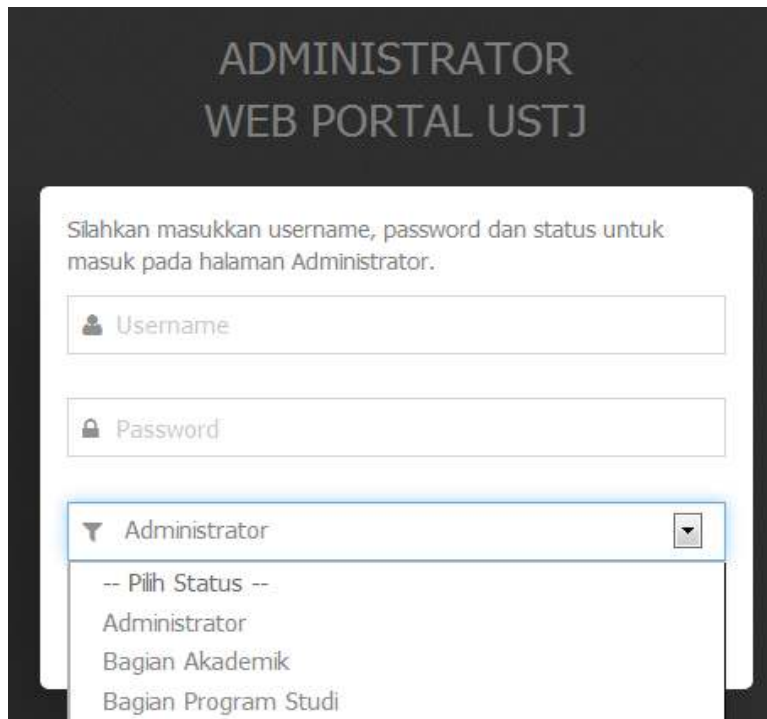 ADMINISTRATOR
WEB PORTAL USTJ
Silahkan masukkan username, password dan status untuk
masuk pada halaman Administrator.
Username
Password
Administrator
-- Pilih Status --
Administrator
Bagian Akademik
Bagian Program Studi